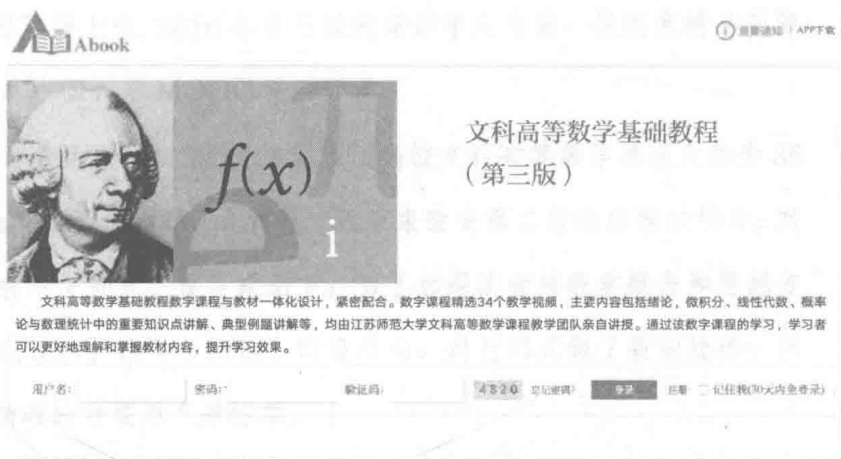 Abook
重要通知 | APP下载
f(x)
e
i
文科高等数学基础教程
（第三版）
文科高等数学基础教程数字课程与教材一体化设计，紧密配合。数字课程精选34个教学视频，主要内容包括绪论，微积分、线性代数、概率
论与数理统计中的重要知识点讲解、典型例题讲解等，均由江苏师范大学文科高等数学课程教学团队亲自讲授。通过该数字课程的学习，学习者
可以更好地理解和掌握教材内容，提升学习效果。
用户名: 密码: 验证码: 4820 忘记密码? 登录 注册 记住我(30天内免登录)